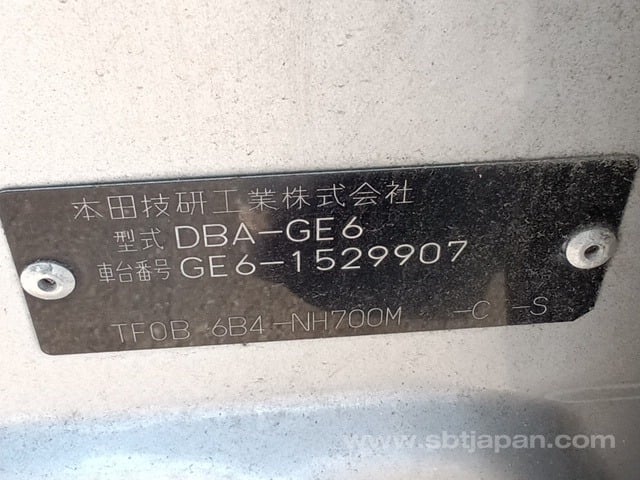 本田技研工業株式会社
型式 DBA-GE6
車台番号 GE6-1529907
TF0B 6B4-NH700M -C -S
www.sbtjapan.com